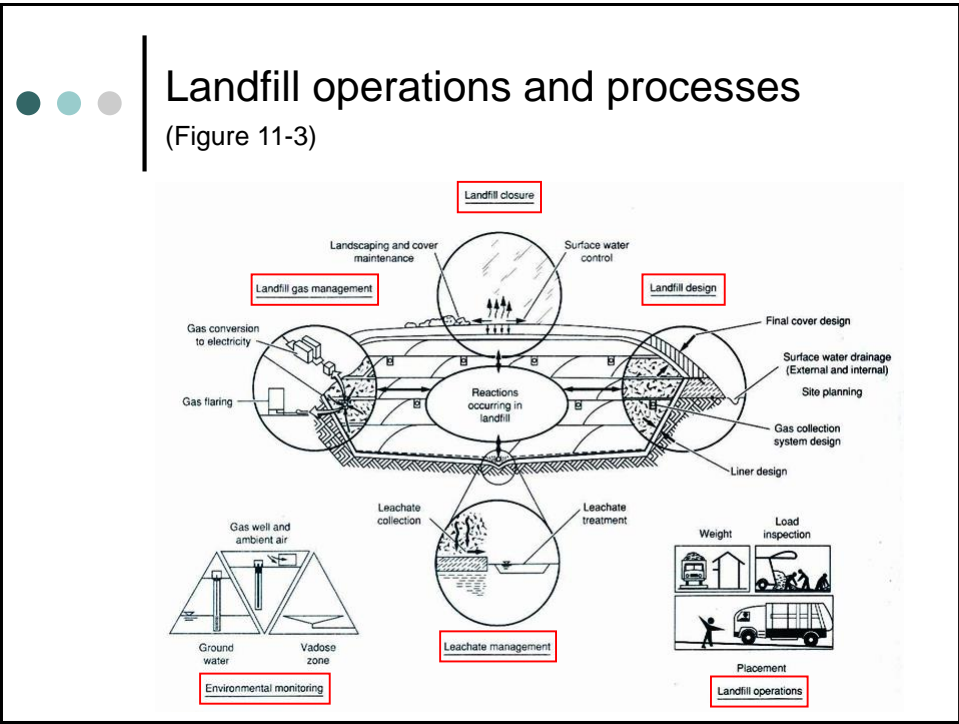 Landfill operations and processes
(Figure 11-3)
Landfill closure
Landscaping and cover
maintenance
Surface water
control
Landfill gas management
Landfill design
Gas conversion
to electricity
Final cover design
Surface water drainage
(External and internal)
Site planning
Gas flaring
Reactions
occurring in
landfill
Gas collection
system design
Liner design
Leachate
collection
Leachate
treatment
Gas well and
ambient air
Weight
Load
inspection
Ground
water
Vadose
zone
Leachate management
Placement
Environmental monitoring
Landfill operations